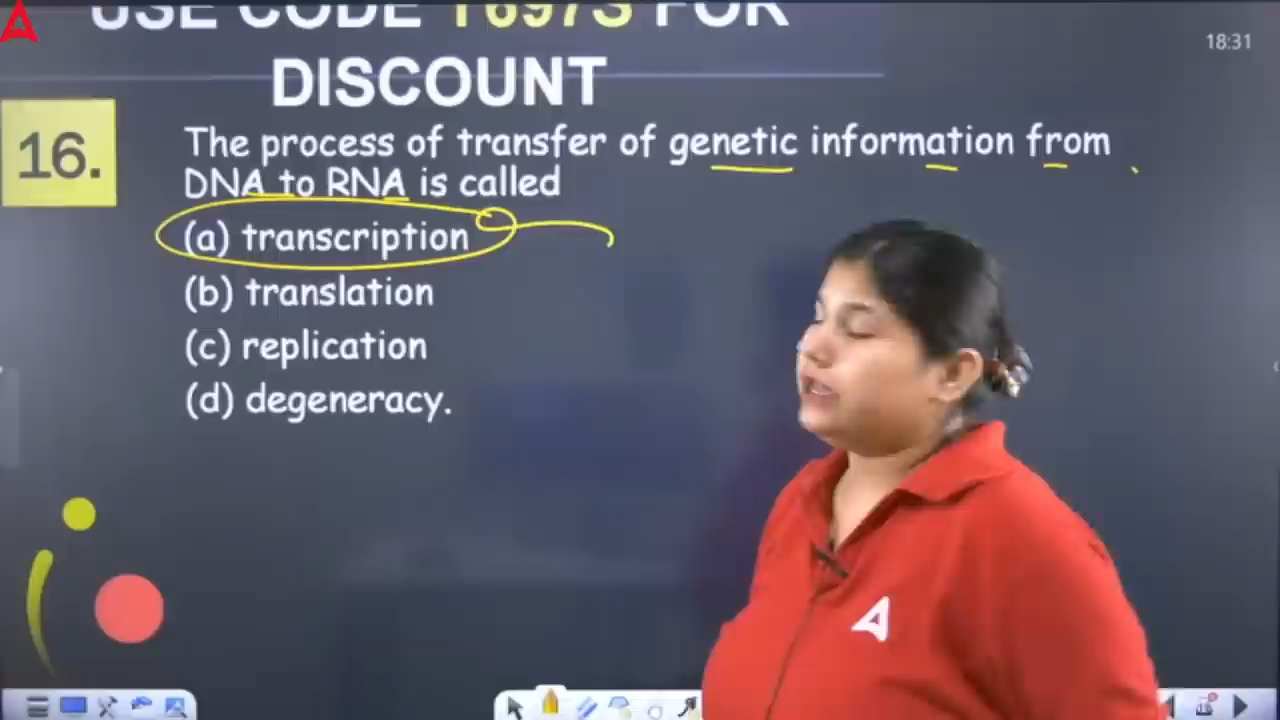 USE CODE Y697S FOR
DISCOUNT
18:31
16.
The process of transfer of genetic information from
DNA to RNA is called
(a) transcription
(b) translation
(c) replication
(d) degeneracy.